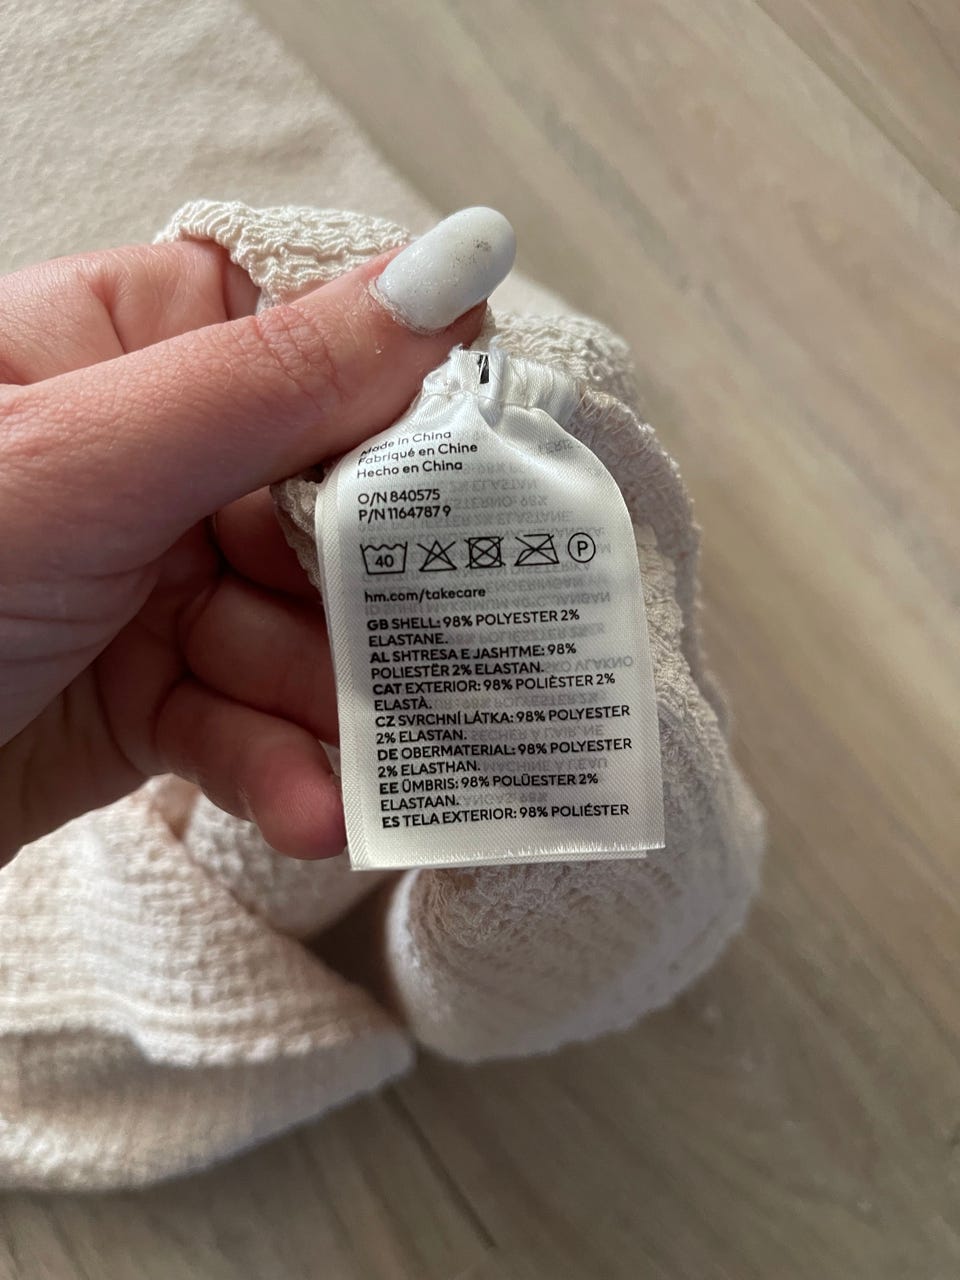 Made in China
Fabriqué en Chine
Hecho en China
O/N 840575
P/N 1164787 9
40
P
hm.com/takecare
GB SHELL: 98% POLYESTER 2%
ELASTANE.
AL SHTRESA E JASHTME: 98%
POLIESTËR 2% ELASTAN.
CAT EXTERIOR: 98% POLIÈSTER 2%
ELASTÀ.
CZ SVRCHNÍ LÁTKA: 98% POLYESTER
2% ELASTAN.
DE OBERMATERIAL: 98% POLYESTER
2% ELASTHAN.
EE ÜMBRIS: 98% POLÜESTER 2%
ELASTAAN.
ES TELA EXTERIOR: 98% POLIÉSTER